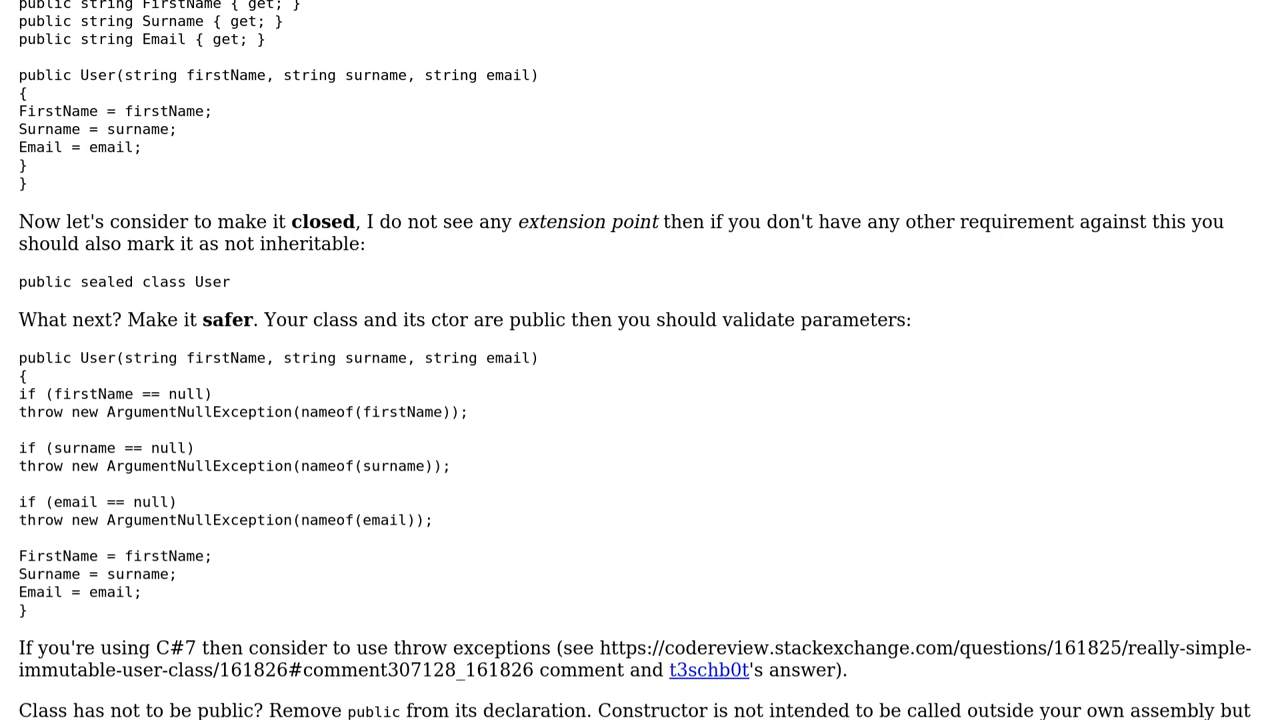 public string FirstName { get; }
public string Surname { get; }
public string Email { get; }
public User(string firstName, string surname, string email)
{
FirstName = firstName;
Surname = surname;
Email = email;
}
}
Now let's consider to make it closed, I do not see any extension point then if you don't have any other requirement against this you
should also mark it as not inheritable:
public sealed class User
What next? Make it safer. Your class and its ctor are public then you should validate parameters:
public User(string firstName, string surname, string email)
{
if (firstName == null)
throw new ArgumentNullException(nameof(firstName));
if (surname == null)
throw new ArgumentNullException(nameof(surname));
if (email == null)
throw new ArgumentNullException(nameof(email));
FirstName = firstName;
Surname = surname;
Email = email;
}
If you're using C#7 then consider to use throw exceptions (see https://codereview.stackexchange.com/questions/161825/really-simple-
immutable-user-class/161826#comment307128_161826 comment and t3schb0t's answer).
Class has not to be public? Remove public from its declaration. Constructor is not intended to be called outside your own assembly but